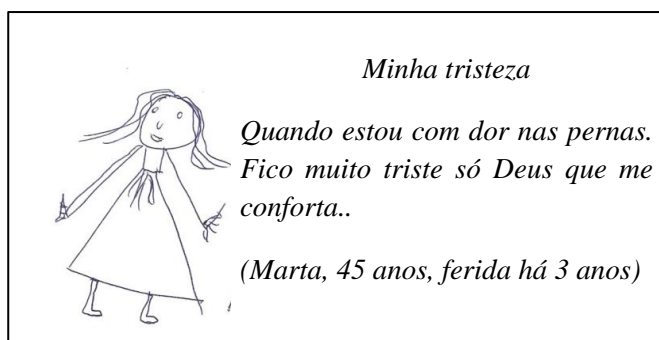 Minha tristeza
Quando estou com dor nas pernas.
Fico muito triste só Deus que me
conforta..
(Marta, 45 anos, ferida há 3 anos)